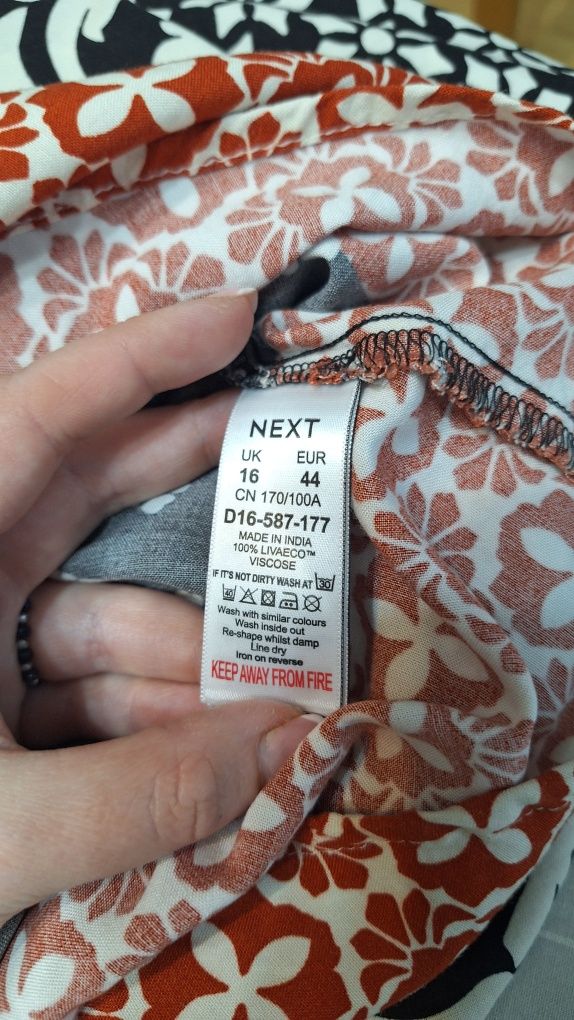 NEXT
UK EUR
16 44
CN 170/100A
D16-587-177
MADE IN INDIA
100% LIVAECO™
VISCOSE
IF IT'S NOT DIRTY WASH AT 30
40
Wash with similar colours
Wash inside out
Re-shape whilst damp
Line dry
Iron on reverse
KEEP AWAY FROM FIRE